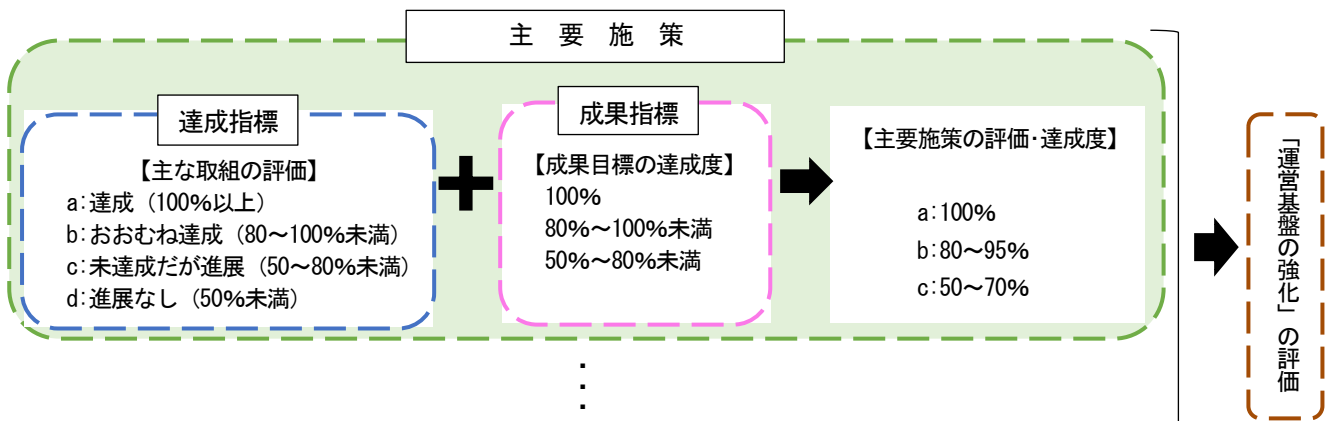 主 要 施 策
達成指標
【主な取組の評価】
a:達成（100%以上）
b:おおむね達成（80～100%未満）
c:未達成だが進展（50～80%未満）
d:進展なし（50%未満）
成果指標
【成果目標の達成度】
100%
80%～100%未満
50%～80%未満
【主要施策の評価・達成度】
a:100%
b:80～95%
c:50～70%
「運営基盤の強化」の評価